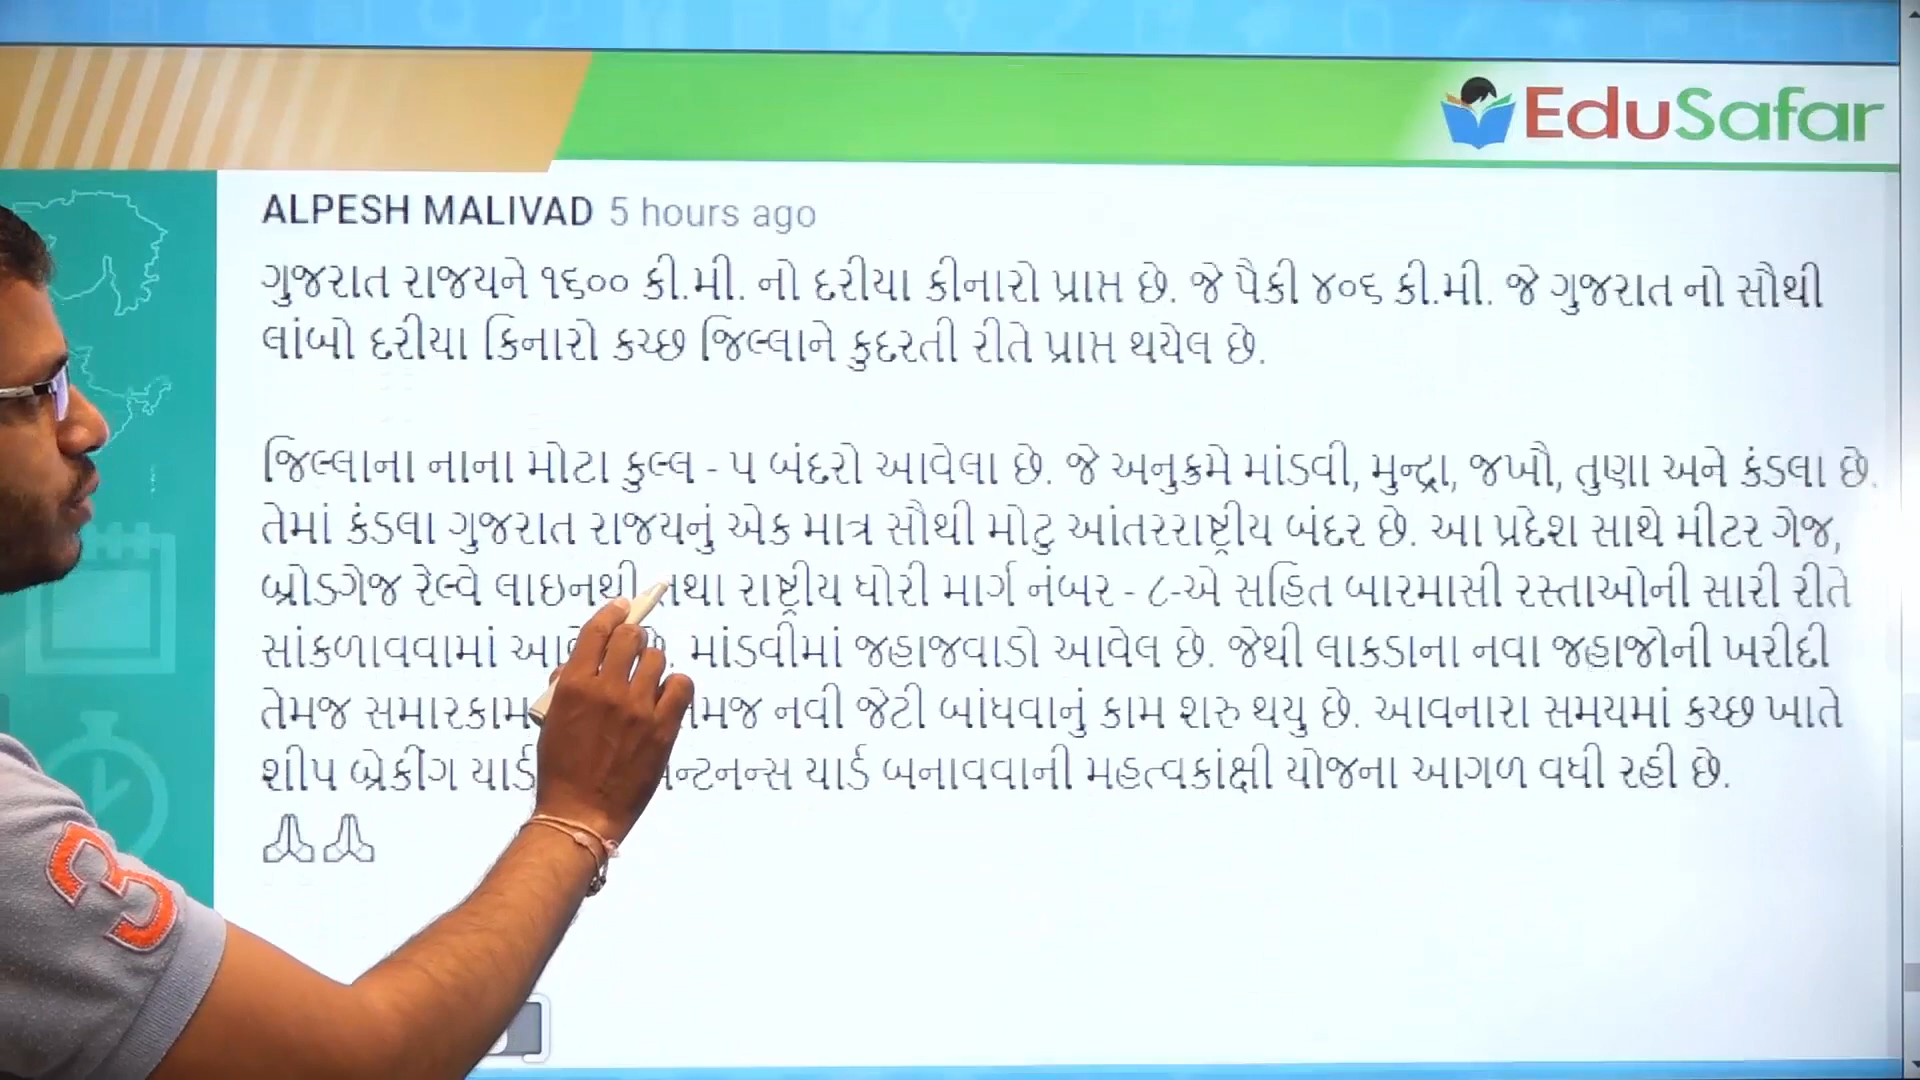 EduSafar
ALPESH MALIVAD 5 hours ago
ગુજરાત રાજયને ૧૬૦૦ કી.મી. નો દરીયા કીનારો પ્રાપ્ત છે. જે પૈકી ૪૦૬ કી.મી. જે ગુજરાત નો સૌથી
લાંબો દરીયા કિનારો કચ્છ જિલ્લાને કુદરતી રીતે પ્રાપ્ત થયેલ છે.
જિલ્લાના નાના મોટા કુલ્લ - ૫ બંદરો આવેલા છે. જે અનુક્રમે માંડવી, મુન્દ્રા, જખૌ, તુણા અને કંડલા છે.
તેમાં કંડલા ગુજરાત રાજયનું એક માત્ર સૌથી મોટુ આંતરરાષ્ટ્રીય બંદર છે. આ પ્રદેશ સાથે મીટર ગેજ,
બ્રોડગેજ રેલ્વે લાઇનથી તથા રાષ્ટ્રીય ધોરી માર્ગ નંબર - ૮-એ સહિત બારમાસી રસ્તાઓની સારી રીતે
સાંકળાવવામાં છે. માંડવીમાં જહાજવાડો આવેલ છે. જેથી લાકડાના નવા જહાજોની ખરીદી
તેમજ સમારકામ તેમજ નવી જેટી બાંધવાનું કામ શરુ થયુ છે. આવનારા સમયમાં કચ્છ ખાતે
શીપ બ્રેકીંગ યાર્ડ યાર્ડ બનાવવાની મહત્વકાંક્ષી યોજના આગળ વધી રહી છે.
3